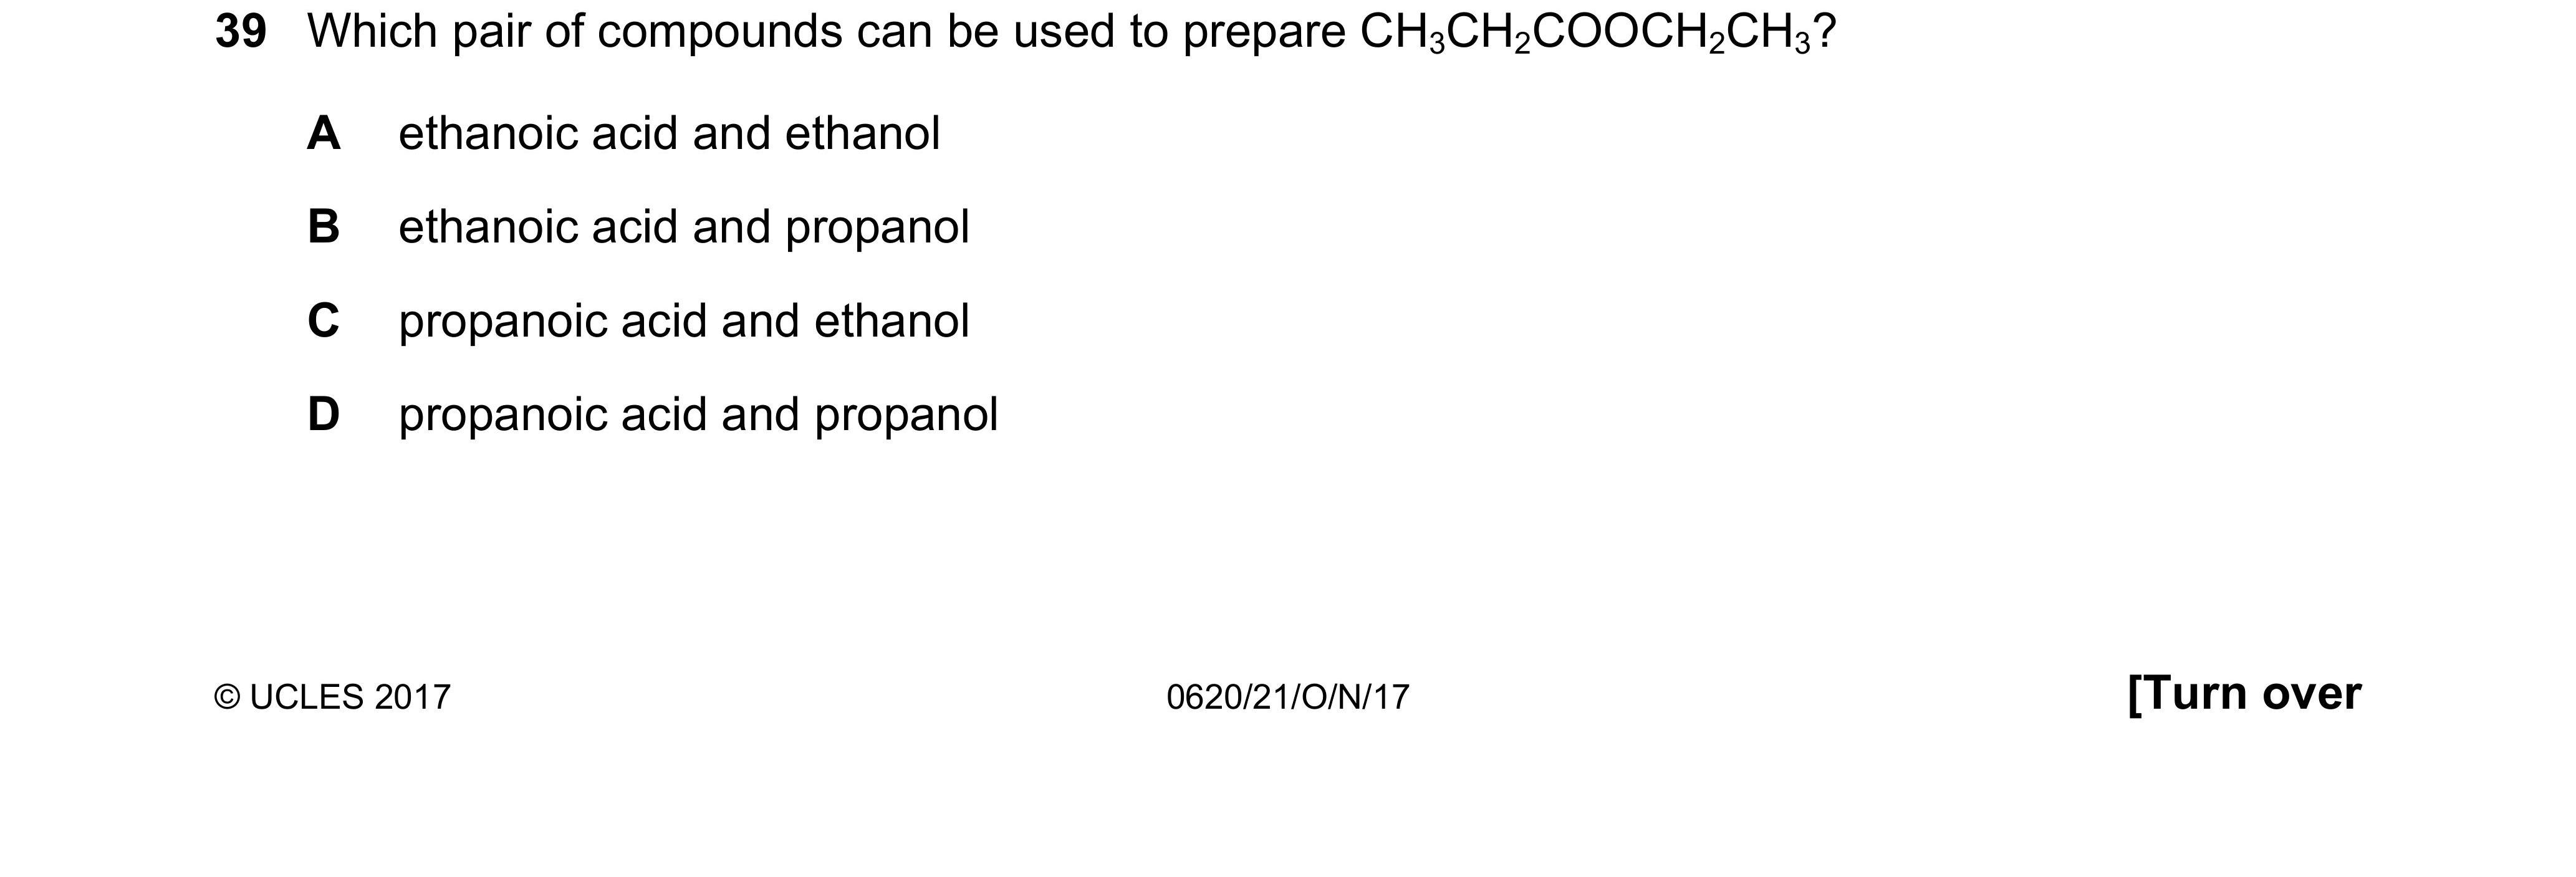 39 Which pair of compounds can be used to prepare CH₃CH₂COOCH₂CH₃?
A ethanoic acid and ethanol
B ethanoic acid and propanol
C propanoic acid and ethanol
D propanoic acid and propanol
© UCLES 2017 0620/21/O/N/17 [Turn over